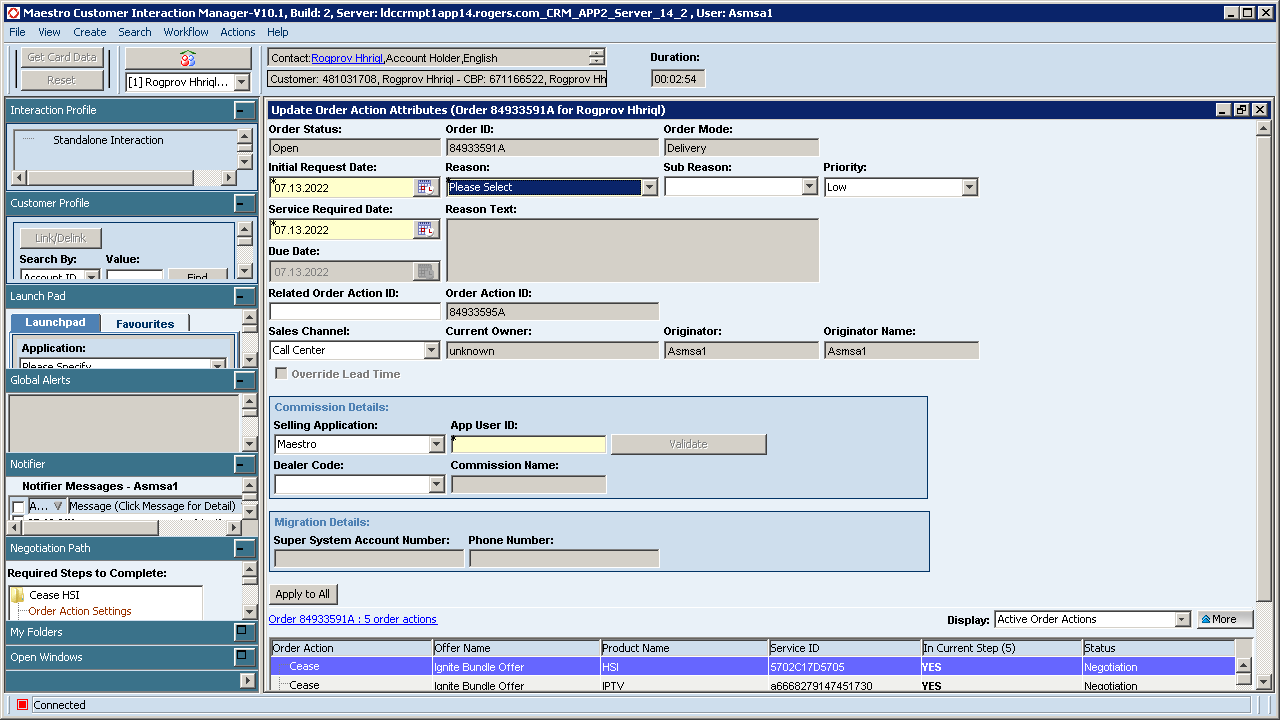 Maestro Customer Interaction Manager-V10.1, Build: 2, Server: ldccrmpt1app14.rogers.com_CRM_APP2_Server_14_2 , User: Asmsa1
File View Create Search Workflow Actions Help
Get Card Data
Reset
[1] Rogprov Hhriql...
Contact:Rogprov Hhriql,Account Holder,English
Customer: 481031708, Rogprov Hhriql - CBP: 671166522, Rogprov Hh
Duration:
00:02:54
Interaction Profile
Standalone Interaction
Customer Profile
Link/Delink
Search By: Value:
Account ID Find
Launch Pad
Launchpad Favourites
Application:
Please Specify
Global Alerts
Notifier
Notifier Messages - Asmsa1
A... Message (Click Message for Detail)
Negotiation Path
Required Steps to Complete:
Cease HSI
Order Action Settings
My Folders
Open Windows
Update Order Action Attributes (Order 84933591A for Rogprov Hhriql)
Order Status: Order ID: Order Mode:
Open 84933591A Delivery
Initial Request Date: Reason: Sub Reason: Priority:
*07.13.2022 *Please Select Low
Service Required Date: Reason Text:
*07.13.2022
Due Date:
07.13.2022
Related Order Action ID: Order Action ID:
84933595A
Sales Channel: Current Owner: Originator: Originator Name:
Call Center unknown Asmsa1 Asmsa1
Override Lead Time
Commission Details:
Selling Application: App User ID:
Maestro * Validate
Dealer Code: Commission Name:
Migration Details:
Super System Account Number: Phone Number:
Apply to All
Order 84933591A : 5 order actions
Display: Active Order Actions More
Order Action Offer Name Product Name Service ID In Current Step (5) Status
Cease Ignite Bundle Offer HSI 5702C17D5705 YES Negotiation
Cease Ignite Bundle Offer IPTV a6668279147451730 YES Negotiation
Connected